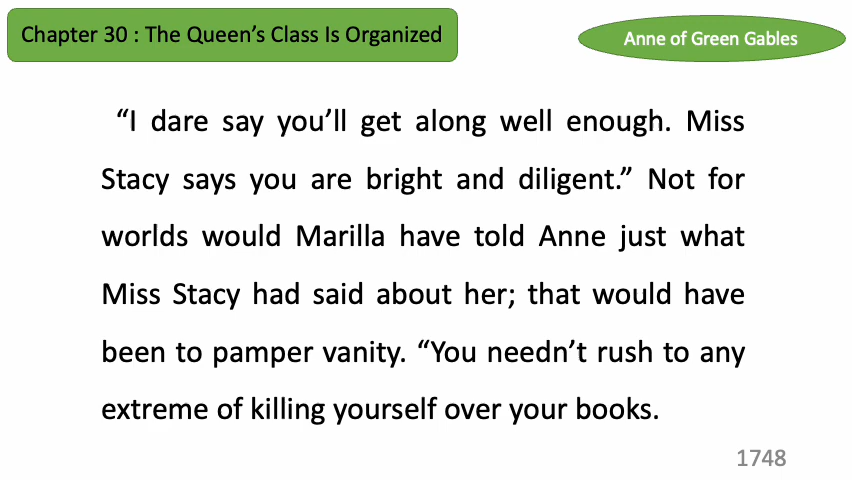 Chapter 30 : The Queen’s Class Is Organized
Anne of Green Gables
“I dare say you’ll get along well enough. Miss
Stacy says you are bright and diligent.” Not for
worlds would Marilla have told Anne just what
Miss Stacy had said about her; that would have
been to pamper vanity. “You needn’t rush to any
extreme of killing yourself over your books.
1748